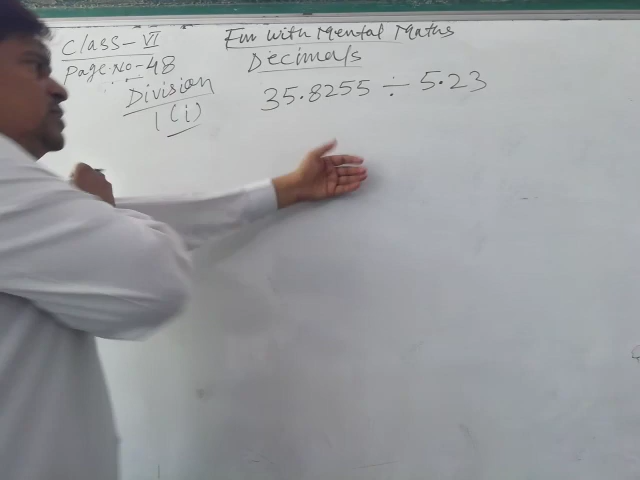 Class-VI
Page.No-48
Fun with Mental Maths
Decimals
Division
1(i)
35.8255 ÷ 5.23